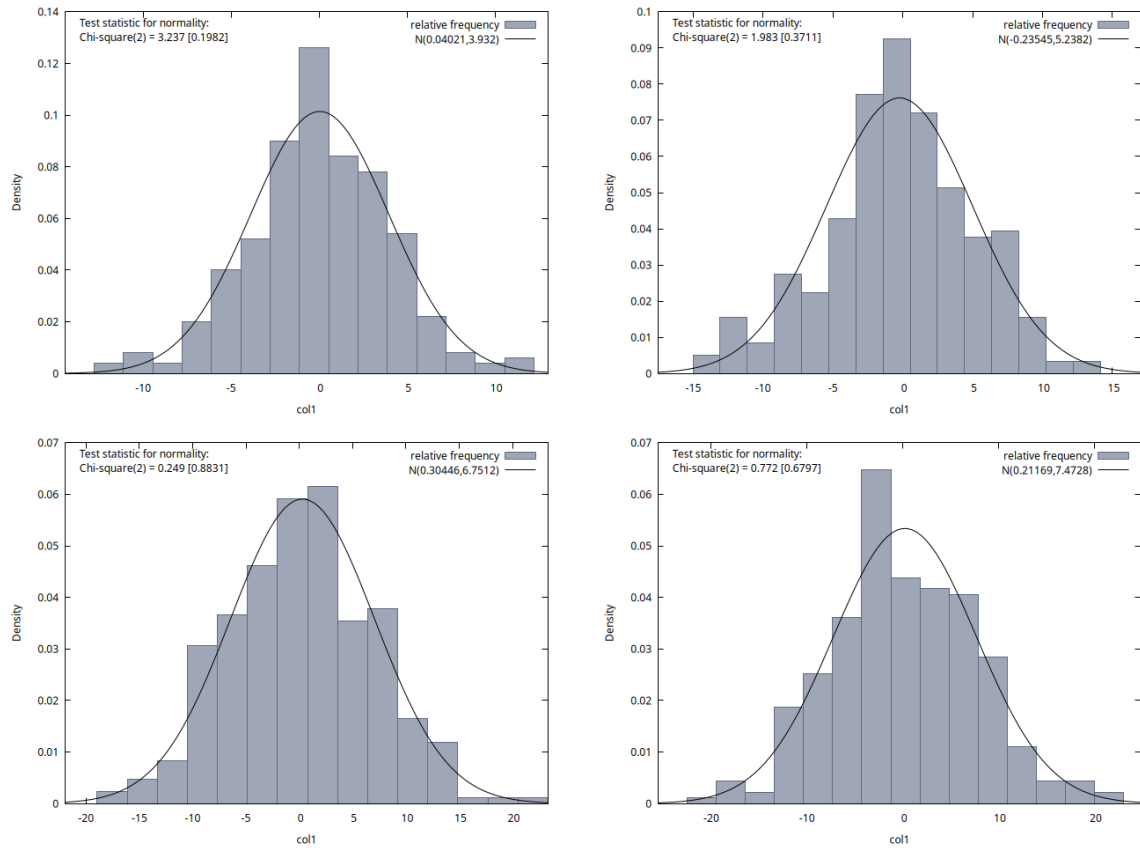 Test statistic for normality:
Chi-square(2) = 3.237 [0.1982]
relative frequency
N(0.04021,3.932)
0.14
0.12
0.1
0.08
0.06
0.04
0.02
0
Density
-10 -5 0 5 10
col1
Test statistic for normality:
Chi-square(2) = 1.983 [0.3711]
relative frequency
N(-0.23545,5.2382)
0.1
0.09
0.08
0.07
0.06
0.05
0.04
0.03
0.02
0.01
0
Density
-15 -10 -5 0 5 10 15
col1
Test statistic for normality:
Chi-square(2) = 0.249 [0.8831]
relative frequency
N(0.30446,6.7512)
0.07
0.06
0.05
0.04
0.03
0.02
0.01
0
Density
-20 -15 -10 -5 0 5 10 15 20
col1
Test statistic for normality:
Chi-square(2) = 0.772 [0.6797]
relative frequency
N(0.21169,7.4728)
0.07
0.06
0.05
0.04
0.03
0.02
0.01
0
Density
-20 -10 0 10 20
col1